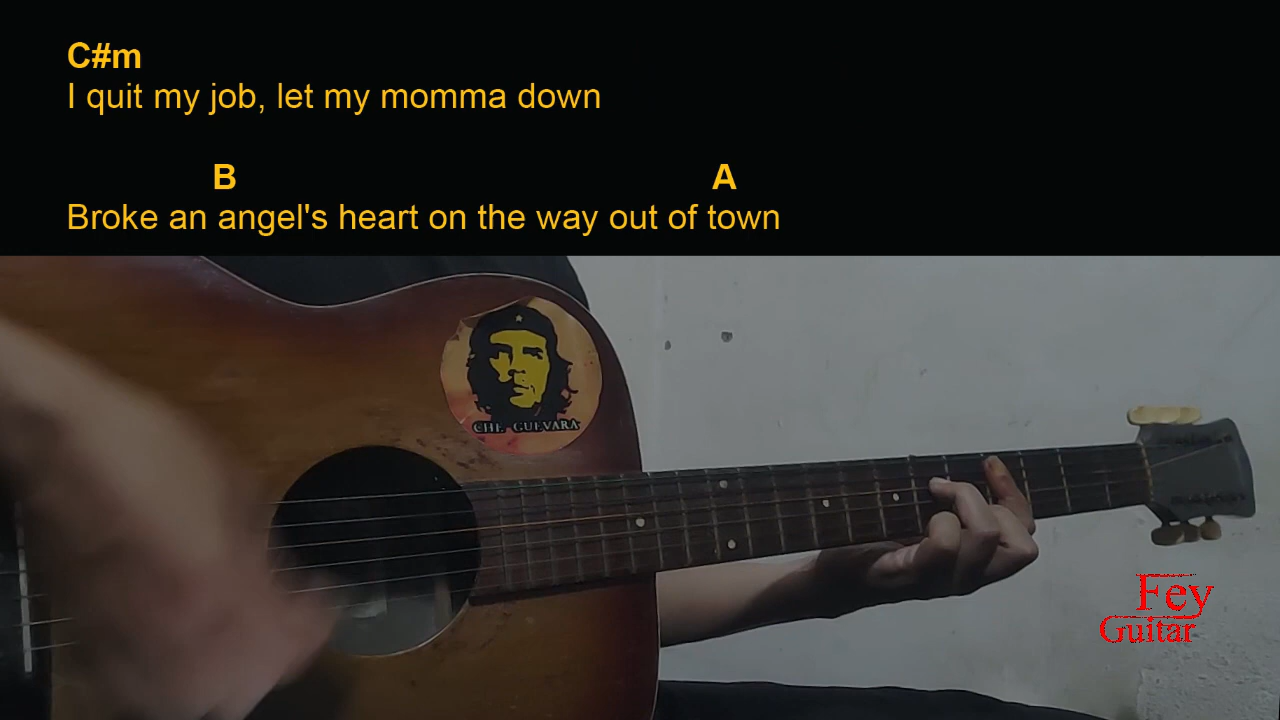 C#m
I quit my job, let my momma down
B A
Broke an angel's heart on the way out of town
CHE GUEVARA
Fey
Guitar